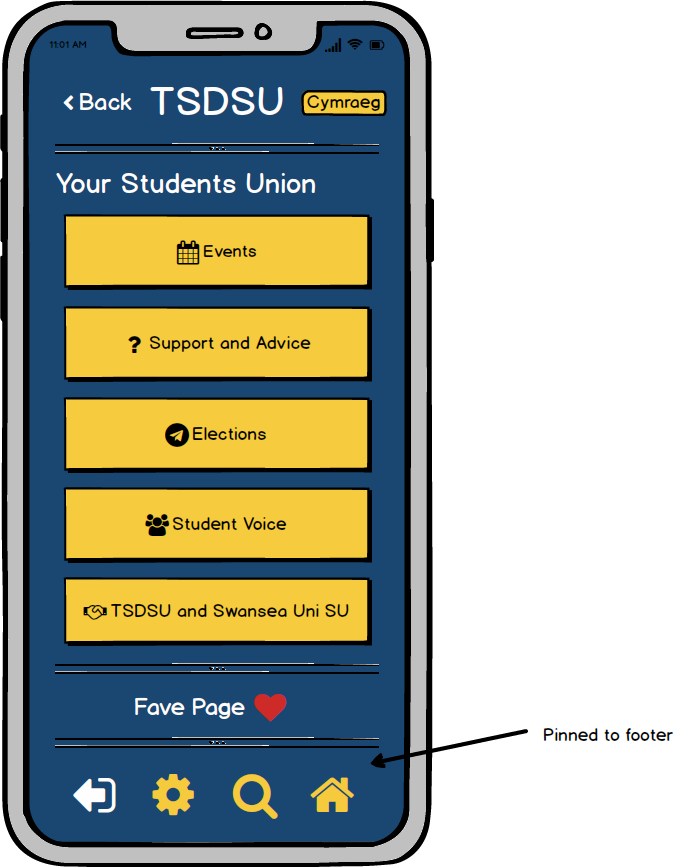 11:01 AM
Back TSDSU Cymraeg
Your Students Union
Events
? Support and Advice
Elections
Student Voice
TSDSU and Swansea Uni SU
Fave Page
Pinned to footer